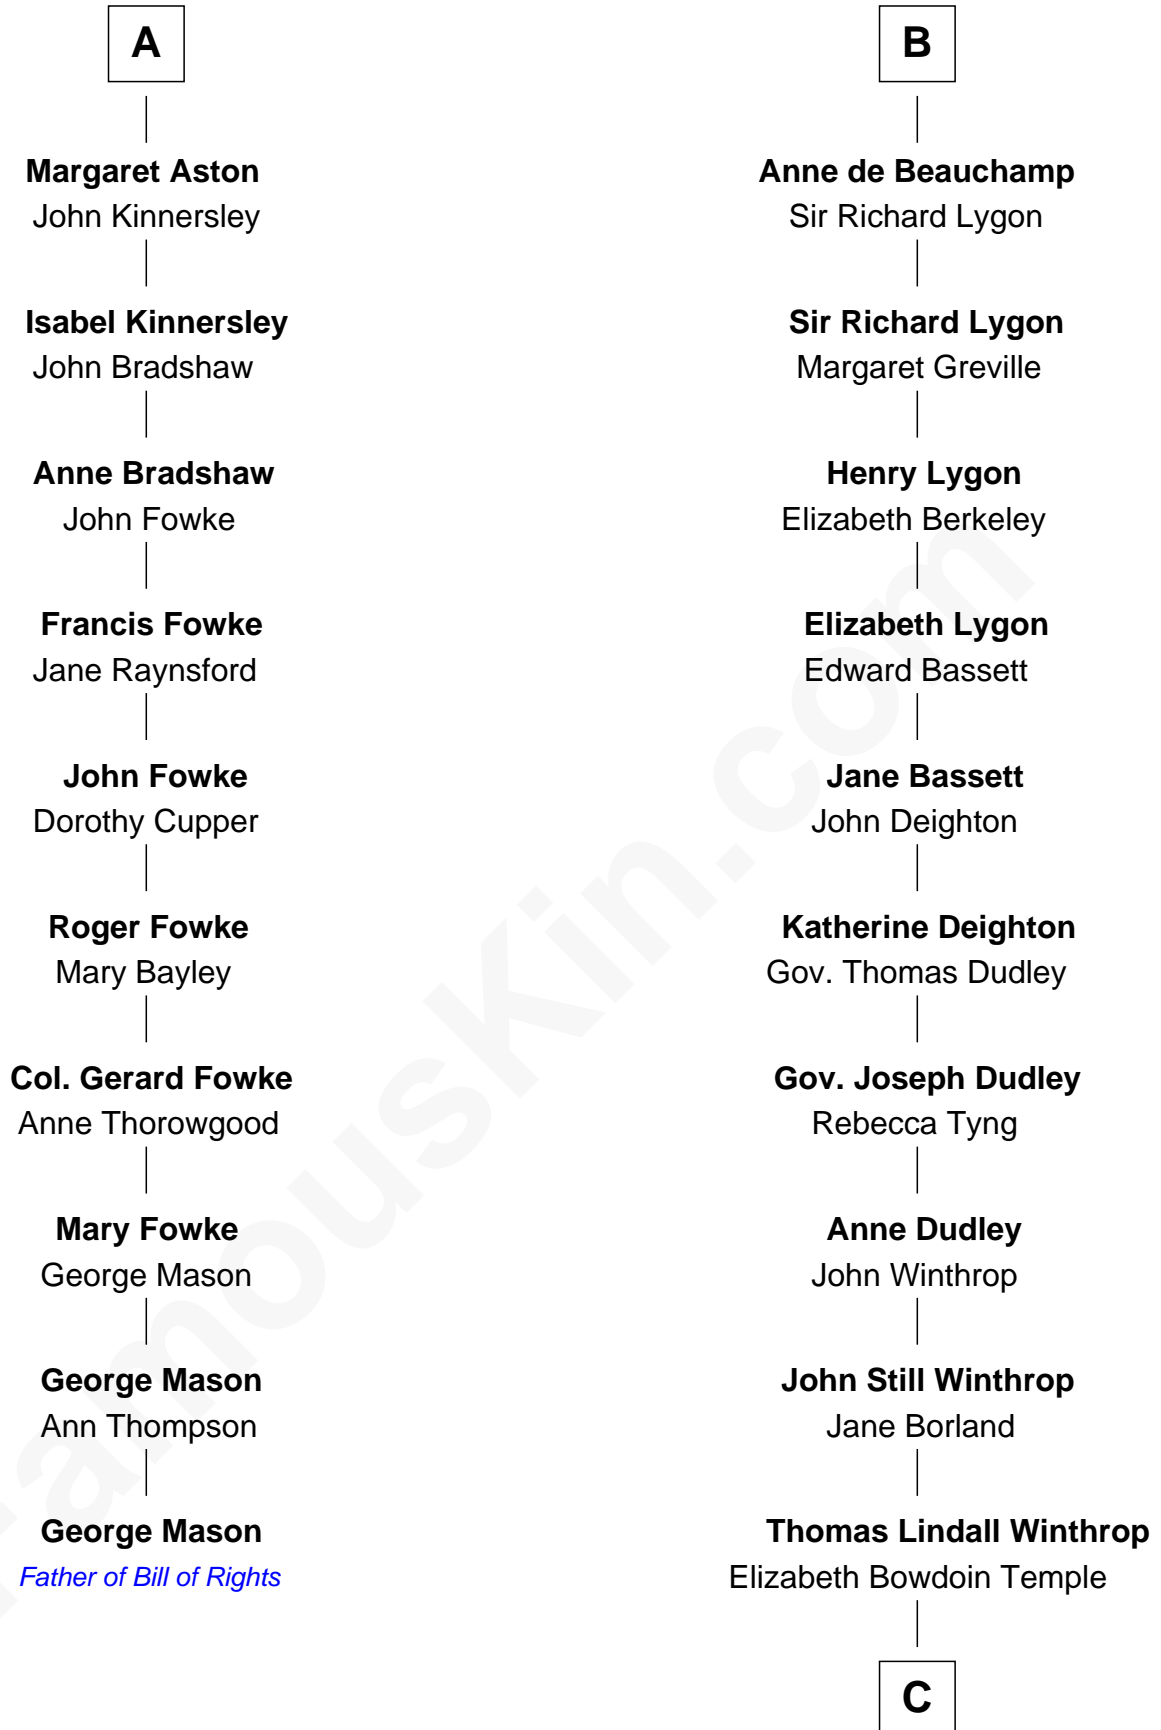 A
Margaret Aston
John Kinnersley
Isabel Kinnersley
John Bradshaw
Anne Bradshaw
John Fowke
Francis Fowke
Jane Raynsford
John Fowke
Dorothy Cupper
Roger Fowke
Mary Bayley
Col. Gerard Fowke
Anne Thorowgood
Mary Fowke
George Mason
George Mason
Ann Thompson
George Mason
Father of Bill of Rights
B
Anne de Beauchamp
Sir Richard Lygon
Sir Richard Lygon
Margaret Greville
Henry Lygon
Elizabeth Berkeley
Elizabeth Lygon
Edward Bassett
Jane Bassett
John Deighton
Katherine Deighton
Gov. Thomas Dudley
Gov. Joseph Dudley
Rebecca Tyng
Anne Dudley
John Winthrop
John Still Winthrop
Jane Borland
Thomas Lindall Winthrop
Elizabeth Bowdoin Temple
C
FamousKin.com